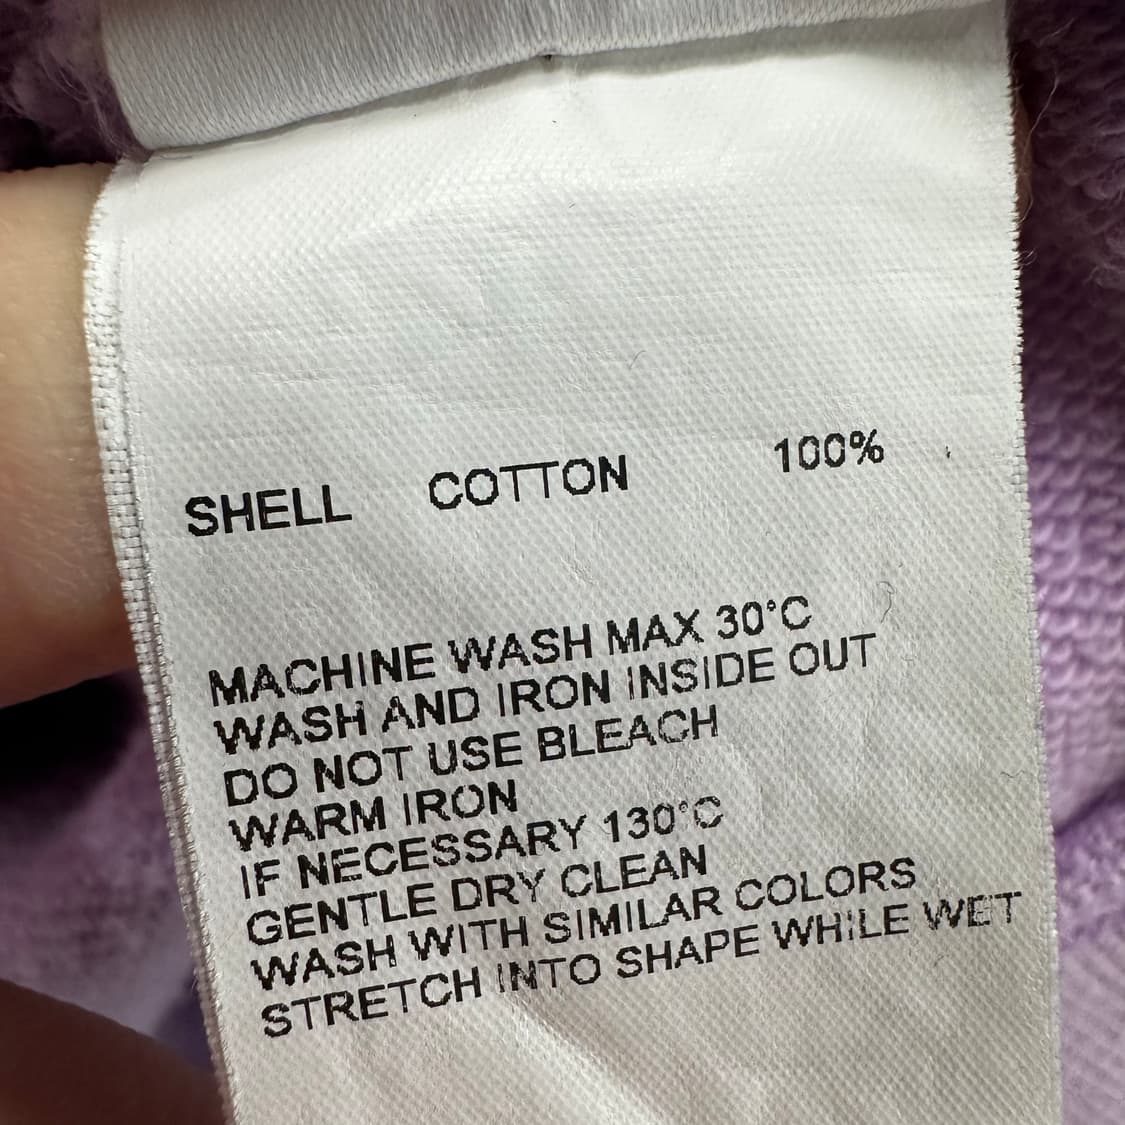 SHELL COTTON 100%
MACHINE WASH MAX 30°C
WASH AND IRON INSIDE OUT
DO NOT USE BLEACH
WARM IRON
IF NECESSARY 130°C
GENTLE DRY CLEAN
WASH WITH SIMILAR COLORS
STRETCH INTO SHAPE WHILE WET